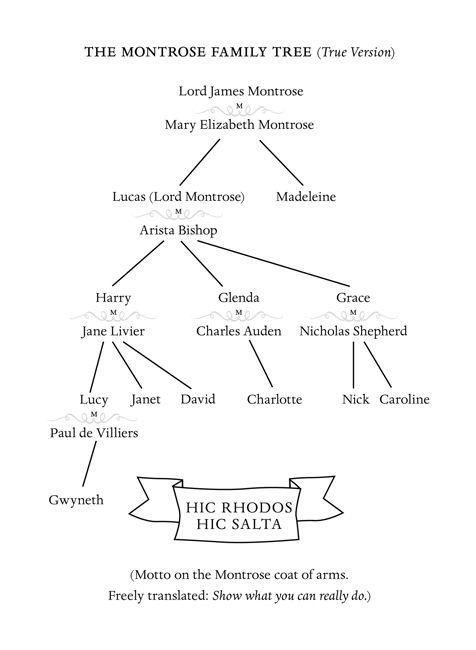 THE MONTROSE FAMILY TREE (True Version)
Lord James Montrose
M
Mary Elizabeth Montrose
Lucas (Lord Montrose) Madeleine
M
Arista Bishop
Harry Glenda Grace
M M M
Jane Livier Charles Auden Nicholas Shepherd
Lucy Janet David Charlotte Nick Caroline
M
Paul de Villiers
Gwyneth
HIC RHODOS
HIC SALTA
(Motto on the Montrose coat of arms.
Freely translated: Show what you can really do.)